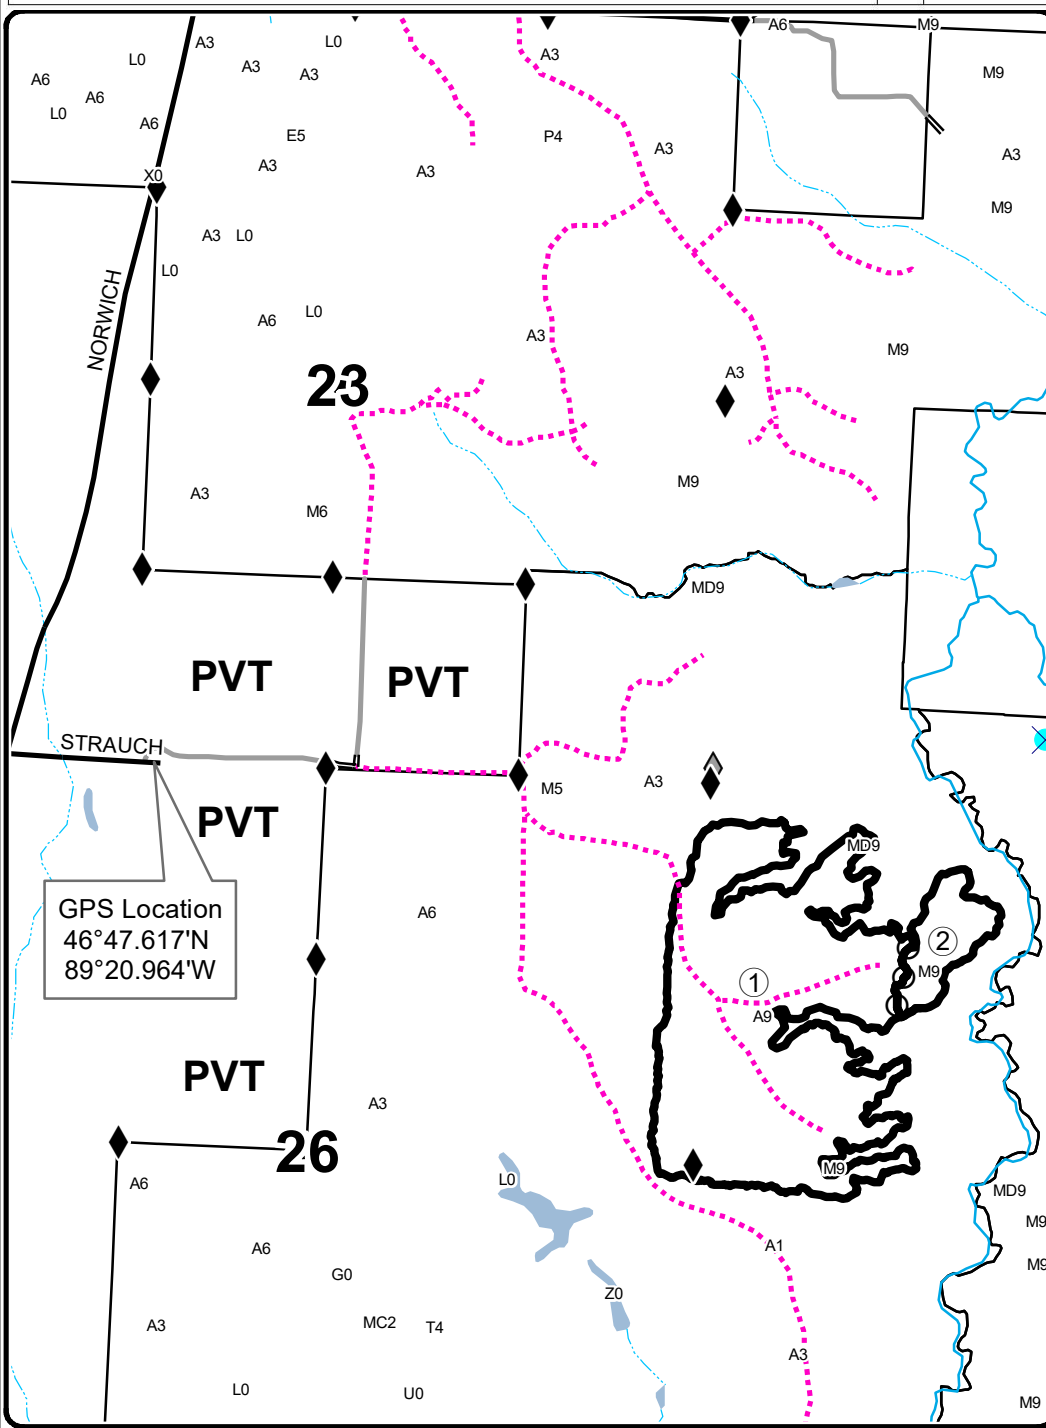 A6
M9
A3
L0
A3
L0
A3
A3
M9
A6
A6
L0
A6
E5
P4
A3
A3
A3
A3
X0
M9
A3
L0
L0
NORWICH
L0
A6
A3
M9
A3
23
M9
A3
M6
MD9
PVT
PVT
STRAUCH
M5
A3
PVT
MD9
GPS Location
46°47.617'N
89°20.964'W
A6
2
M9
1
A9
PVT
A3
26
M9
A6
L0
MD9
M9
A6
A1
M9
G0
Z0
A3
MC2
T4
A3
L0
U0
M9